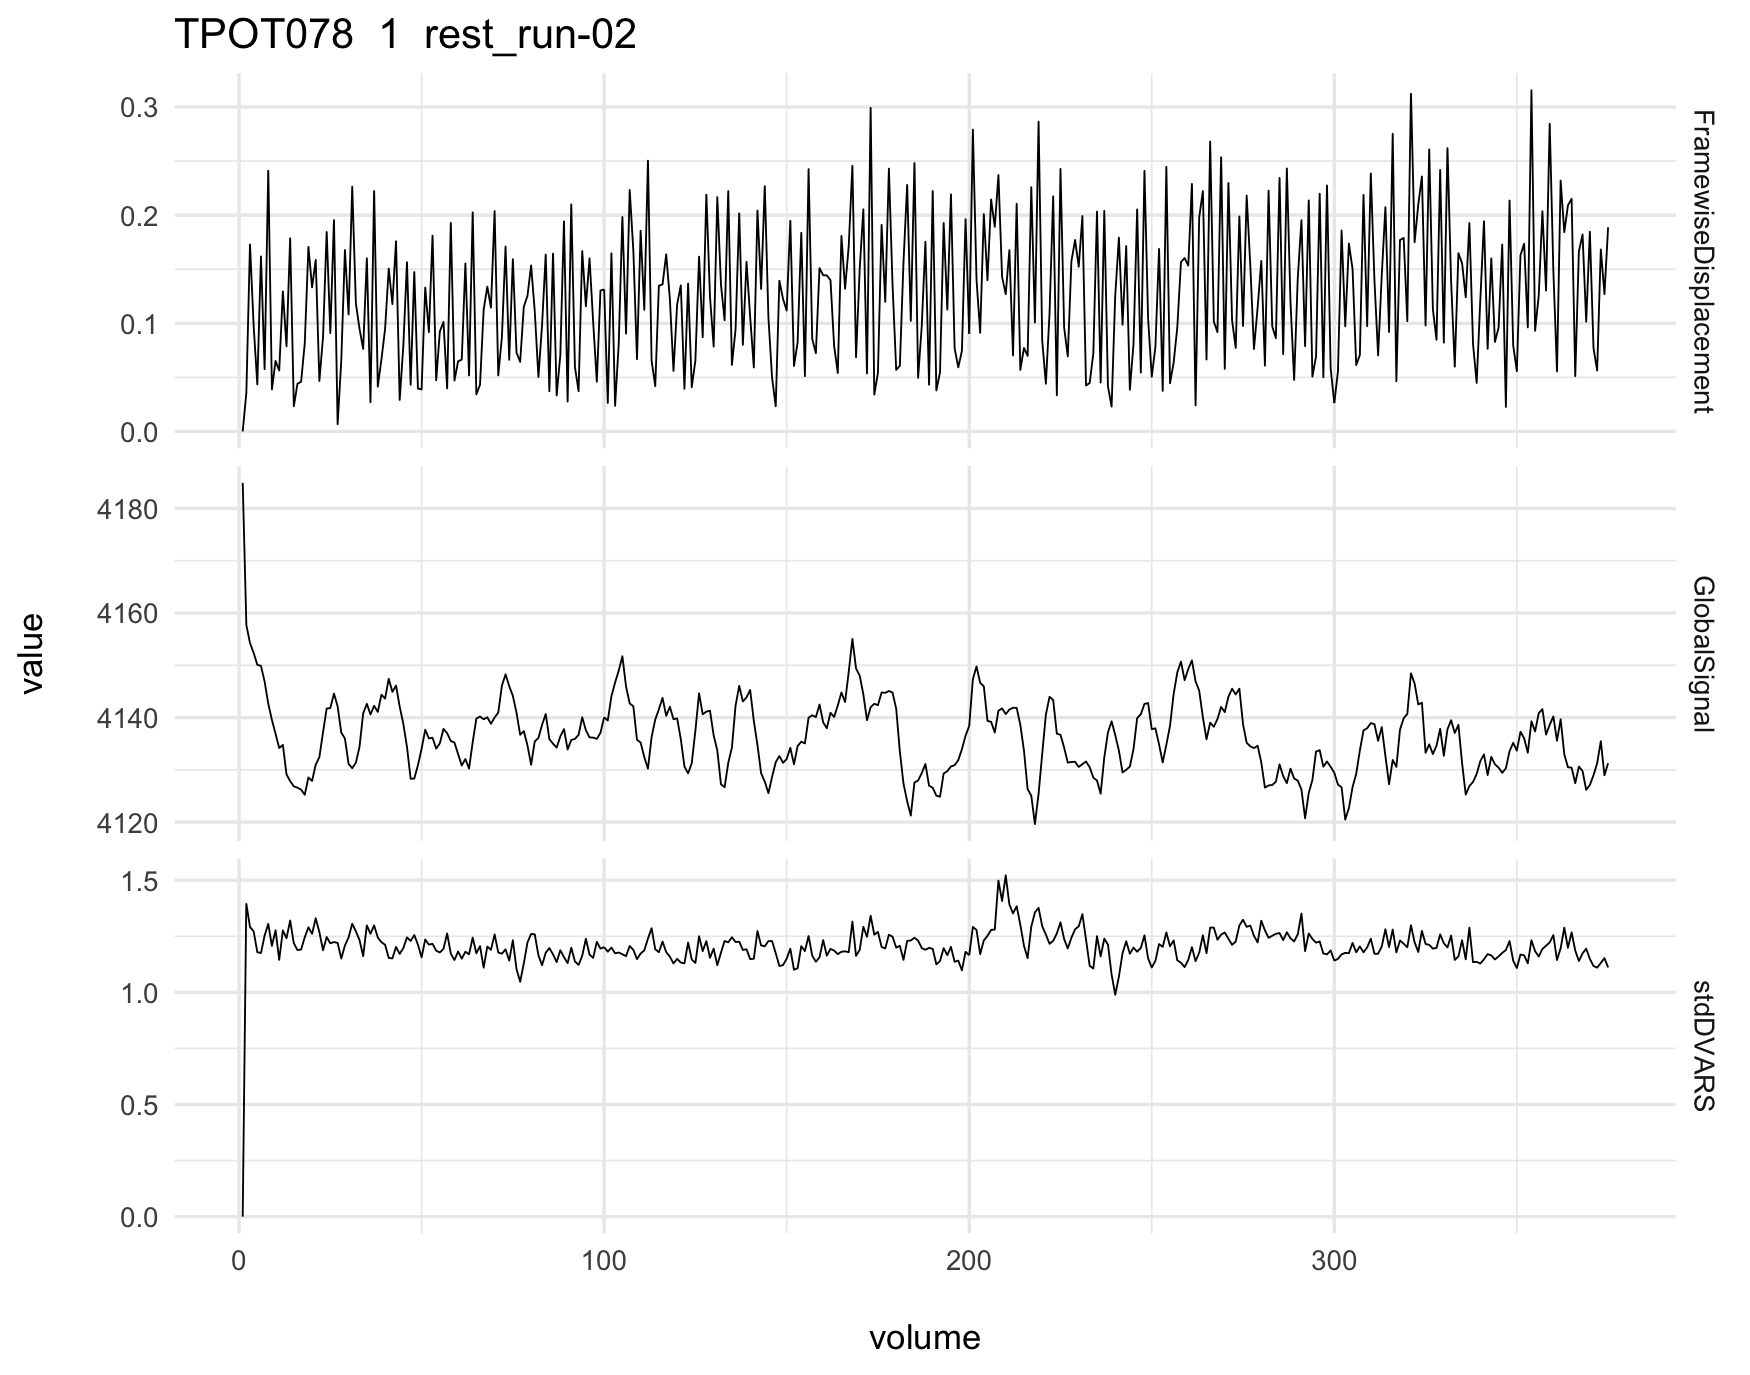 TPOT078 1 rest_run-02
0.3
0.2
0.1
0.0
FramewiseDisplacement
4180
4160
4140
4120
GlobalSignal
1.5
1.0
0.5
0.0
stdDVARS
value
0 100 200 300
volume